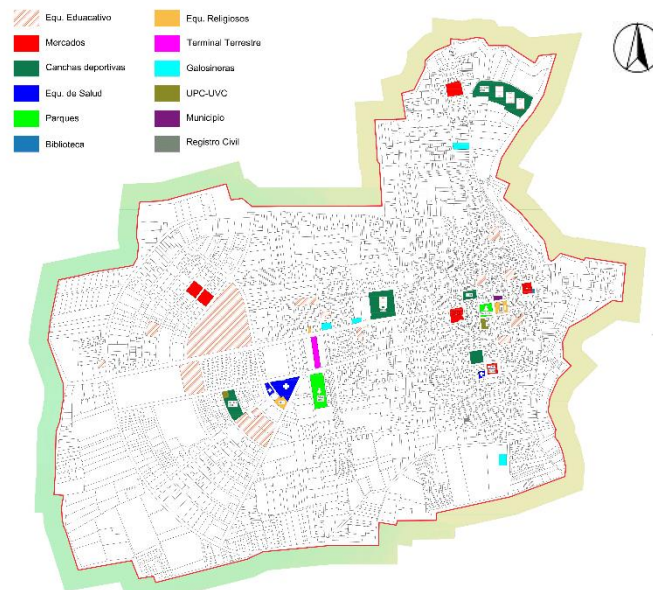 Equ. Eduacativo
Mercados
Canchas deportivas
Equ. de Salud
Parques
Biblioteca
Equ. Religiosos
Terminal Terrestre
Galosineras
UPC-UVC
Municipio
Registro Civil